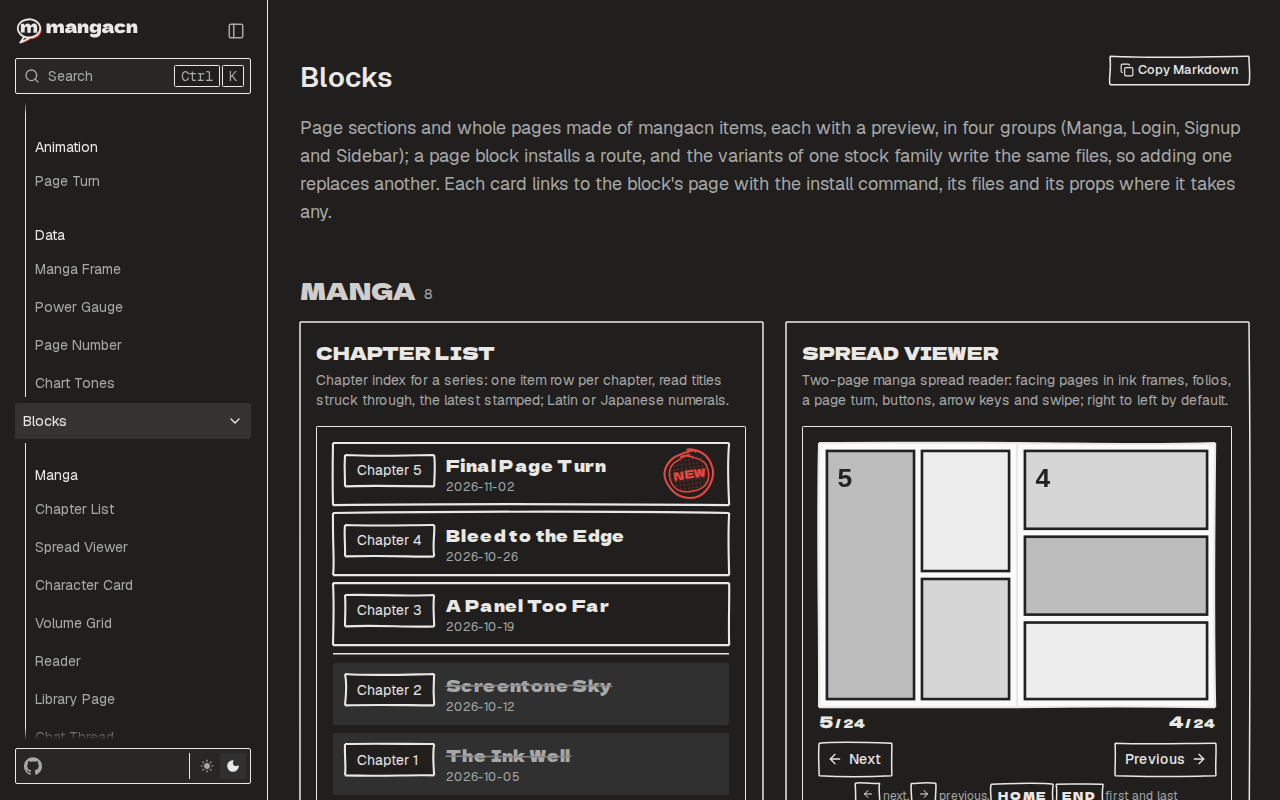 mangacn
Search Ctrl K
Animation
Page Turn
Data
Manga Frame
Power Gauge
Page Number
Chart Tones
Blocks
Manga
Chapter List
Spread Viewer
Character Card
Volume Grid
Reader
Library Page
Chat Thread
Blocks
Copy Markdown
Page sections and whole pages made of mangacn items, each with a preview, in four groups (Manga, Login, Signup
and Sidebar); a page block installs a route, and the variants of one stock family write the same files, so adding one
replaces another. Each card links to the block's page with the install command, its files and its props where it takes
any.
MANGA 8
CHAPTER LIST
Chapter index for a series: one item row per chapter, read titles
struck through, the latest stamped; Latin or Japanese numerals.
Chapter 5 Final Page Turn
2026-11-02
NEW
Chapter 4 Bleed to the Edge
2026-10-26
Chapter 3 A Panel Too Far
2026-10-19
Chapter 2 Screentone Sky
2026-10-12
Chapter 1 The Ink Well
2026-10-05
SPREAD VIEWER
Two-page manga spread reader: facing pages in ink frames, folios,
a page turn, buttons, arrow keys and swipe; right to left by default.
5 4
5/24 4/24
← Next Previous →
← next, → previous, HOME END first and last